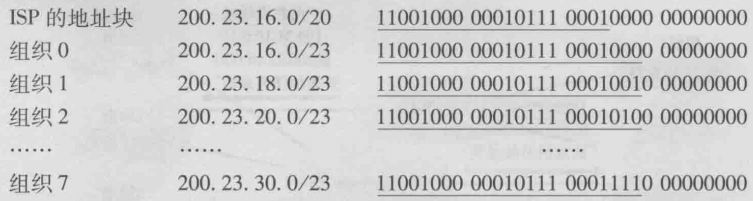 ISP 的地址块 200. 23. 16. 0/20 11001000 00010111 00010000 00000000
组织 0 200. 23. 16. 0/23 11001000 00010111 00010000 00000000
组织 1 200. 23. 18. 0/23 11001000 00010111 00010010 00000000
组织 2 200. 23. 20. 0/23 11001000 00010111 00010100 00000000
…… …… ……
组织 7 200. 23. 30. 0/23 11001000 00010111 00011110 00000000